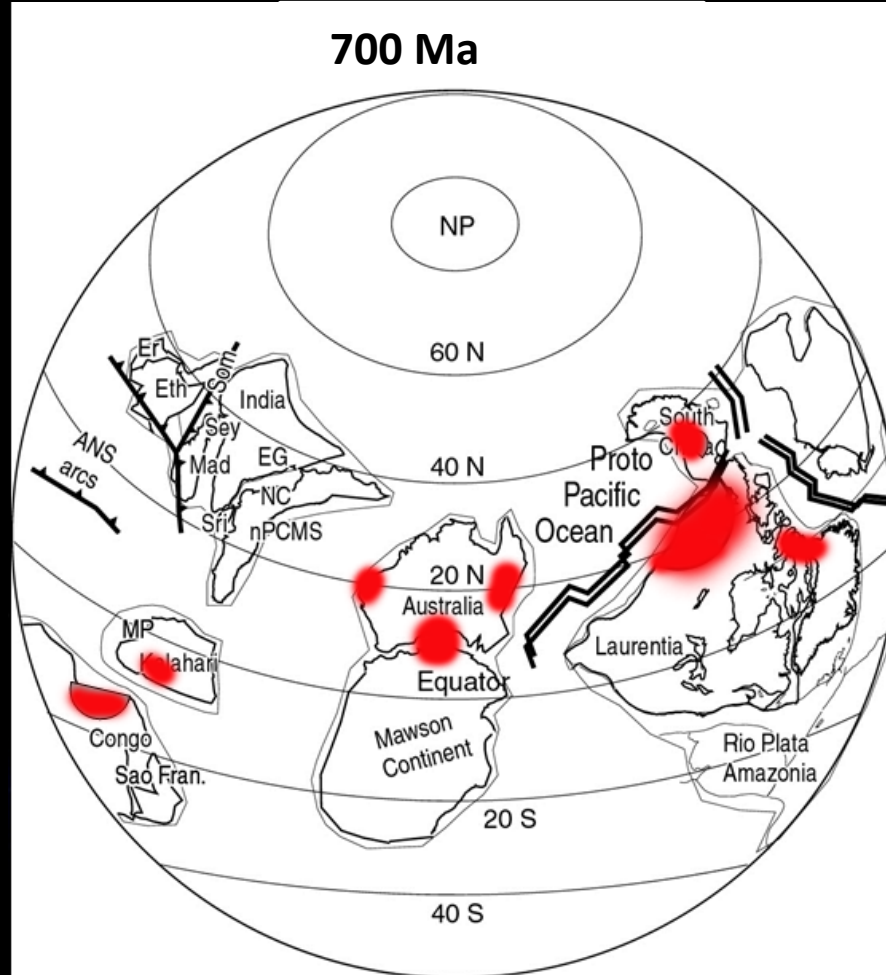 700 Ma
NP
60 N
Er
Eth
Som
India
Sey
Mad
EG
ANS
arcs
NC
Sri
nPCMS
40 N
South
Proto
Pacific
Ocean
20 N
Australia
Equator
MP
Kalahari
Laurentia
Congo
Sao Fran.
Mawson
Continent
Rio Plata
Amazonia
20 S
40 S